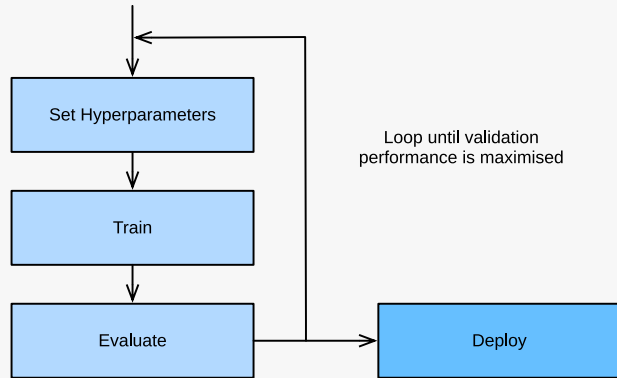 Set Hyperparameters
Loop until validation
performance is maximised
Train
Evaluate
Deploy